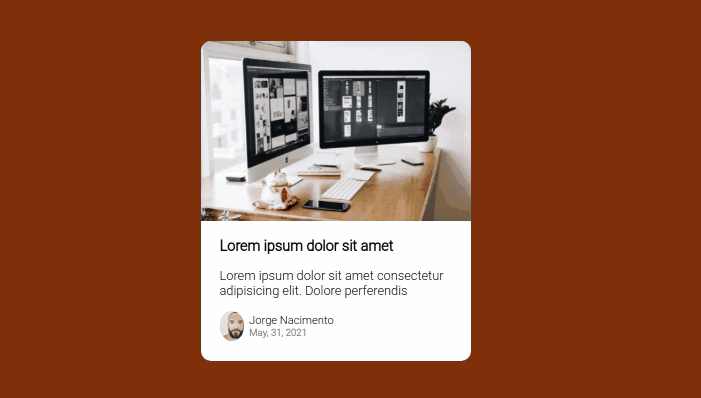 Lorem ipsum dolor sit amet
Lorem ipsum dolor sit amet consectetur
adipisicing elit. Dolore perferendis
Jorge Nacimento
May, 31, 2021